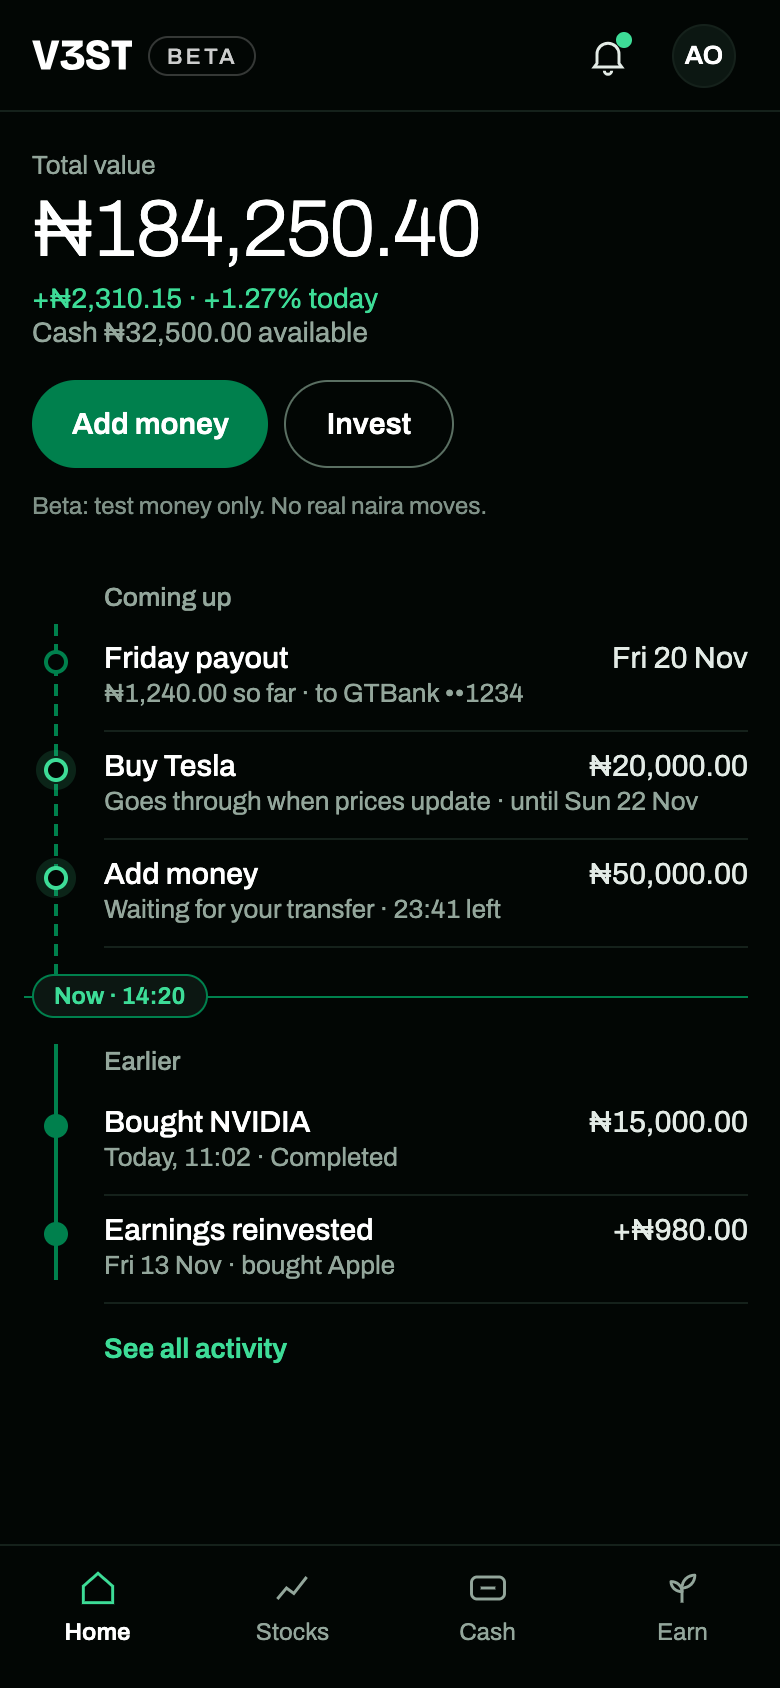 V3ST BETA AO
Total value
₦184,250.40
+₦2,310.15 · +1.27% today
Cash ₦32,500.00 available
Add money Invest
Beta: test money only. No real naira moves.
Coming up
Friday payout Fri 20 Nov
₦1,240.00 so far · to GTBank ••1234
Buy Tesla ₦20,000.00
Goes through when prices update · until Sun 22 Nov
Add money ₦50,000.00
Waiting for your transfer · 23:41 left
Now · 14:20
Earlier
Bought NVIDIA ₦15,000.00
Today, 11:02 · Completed
Earnings reinvested +₦980.00
Fri 13 Nov · bought Apple
See all activity
Home Stocks Cash Earn